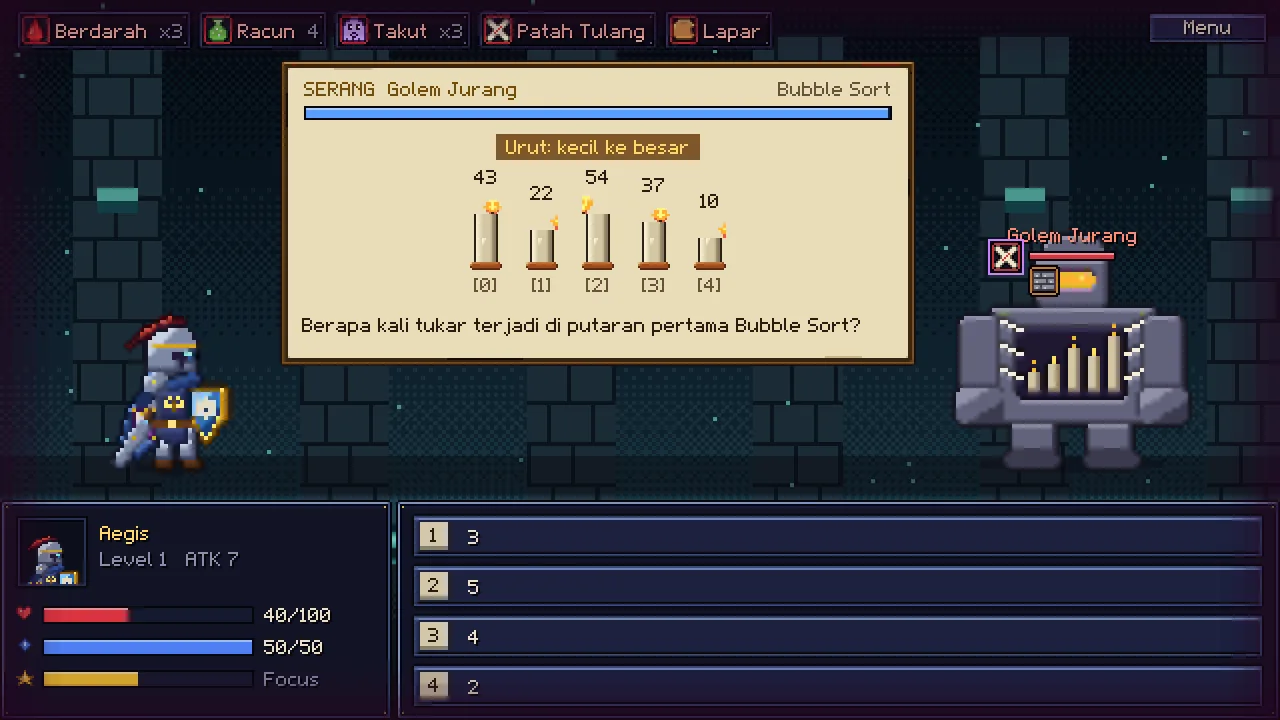 Berdarah x3 Racun 4 Takut x3 Patah Tulang Lapar Menu
SERANG Golem Jurang Bubble Sort
Urut: kecil ke besar
43 22 54 37 10
[0] [1] [2] [3] [4]
Berapa kali tukar terjadi di putaran pertama Bubble Sort?
Golem Jurang
Aegis
Level 1 ATK 7
40/100
50/50
Focus
1 3
2 5
3 4
4 2